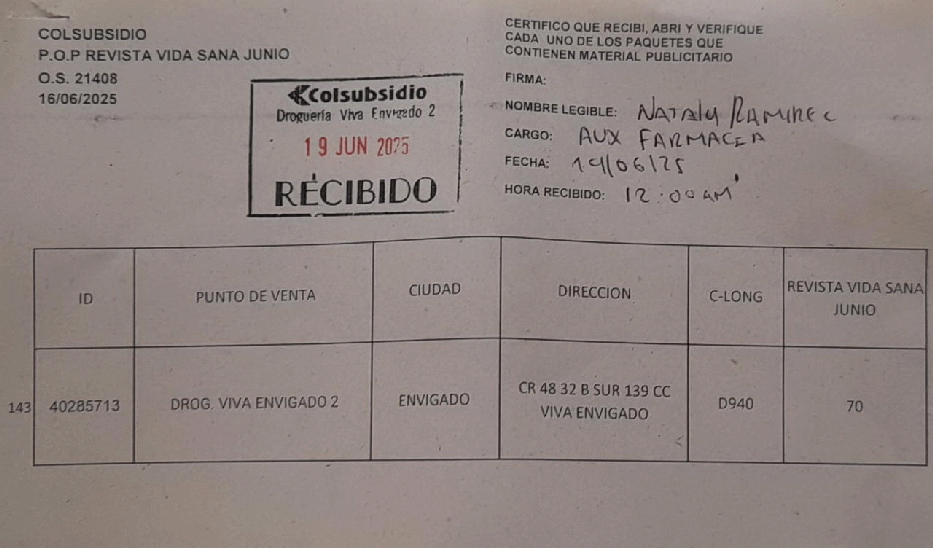 COLSUBSIDIO
P.O.P REVISTA VIDA SANA JUNIO
O.S. 21408
16/06/2025
Colsubsidio
Droguería Viva Envigado 2
19 JUN 2025
RECIBIDO
CERTIFICO QUE RECIBI, ABRI Y VERIFIQUE
CADA UNO DE LOS PAQUETES QUE
CONTIENEN MATERIAL PUBLICITARIO
FIRMA:
NOMBRE LEGIBLE: NATALY RAMIREZ
CARGO: AUX FARMACIA
FECHA: 19/06/25
HORA RECIBIDO: 12:00 AM
ID PUNTO DE VENTA CIUDAD DIRECCION C-LONG REVISTA VIDA SANA
JUNIO
143 40285713 DROG. VIVA ENVIGADO 2 ENVIGADO CR 48 32 B SUR 139 CC D940 70
VIVA ENVIGADO